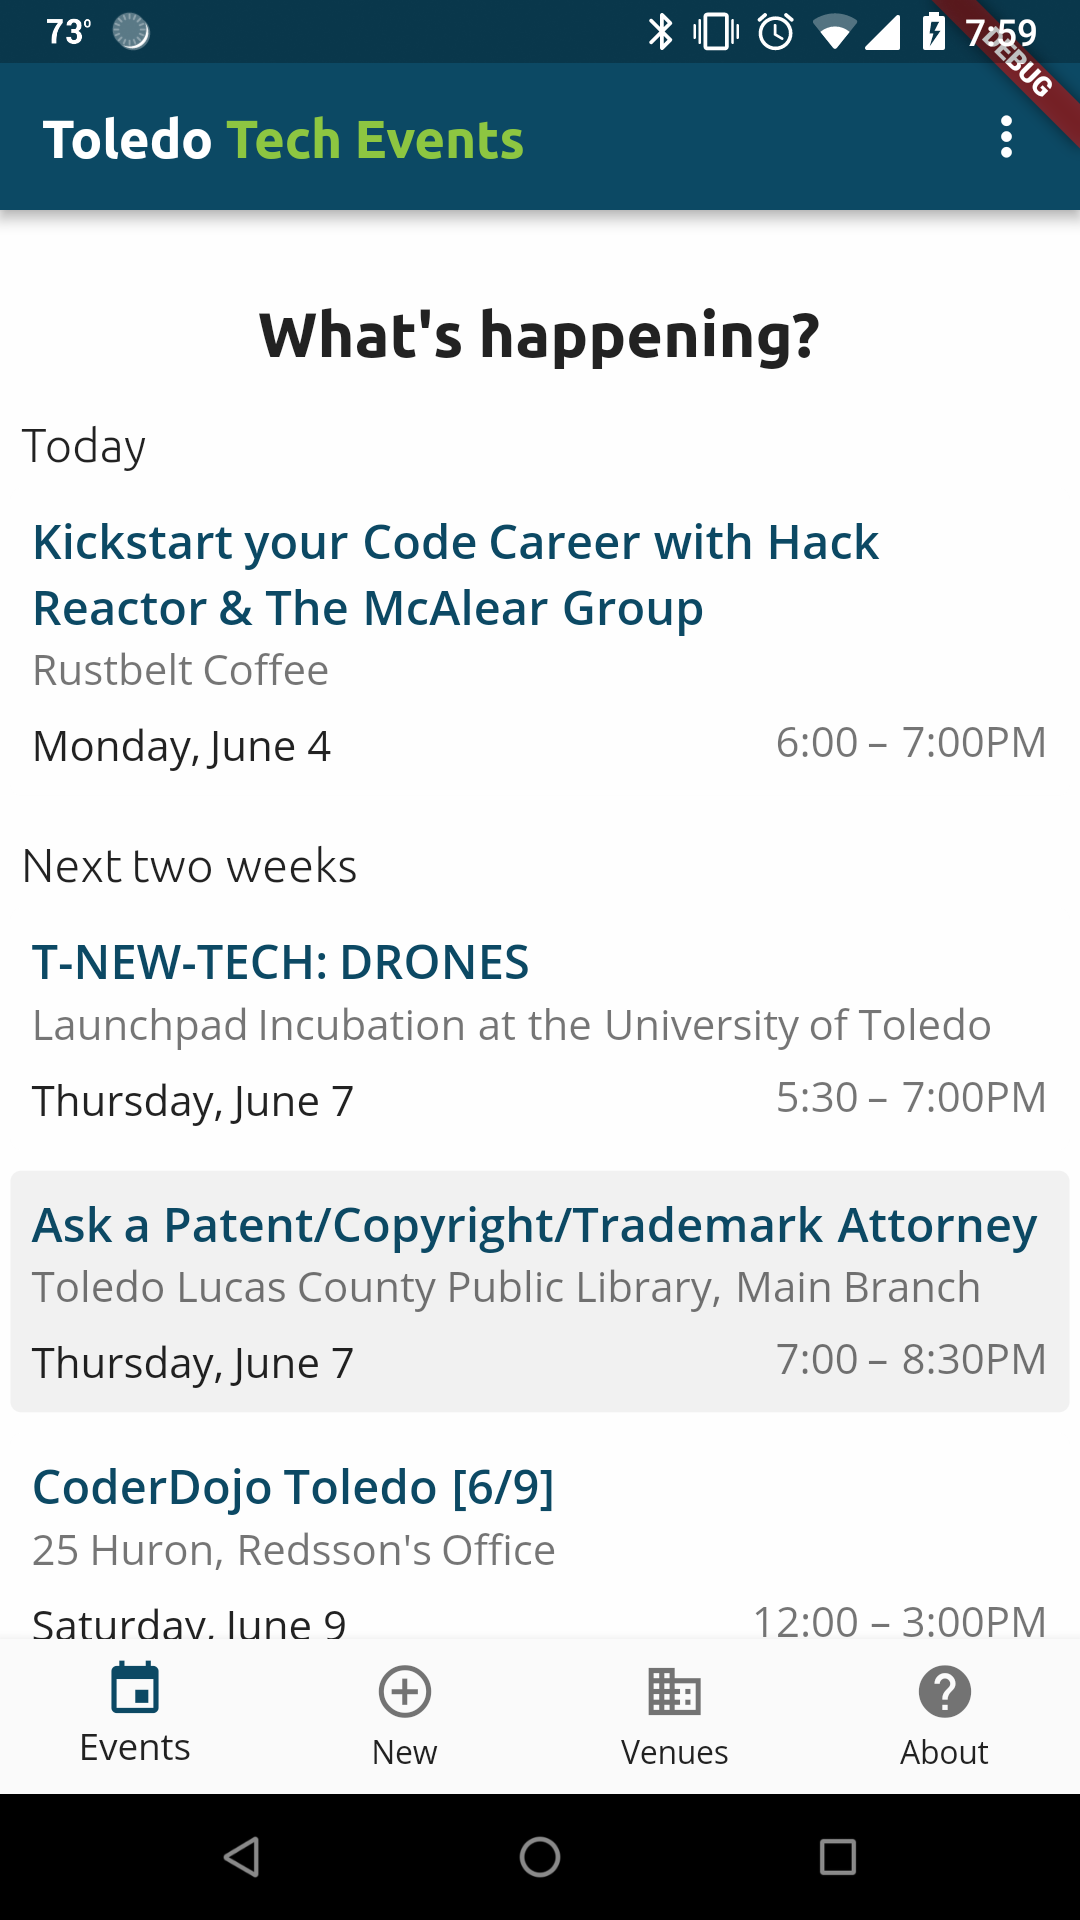 73°
7:59
DEBUG
Toledo Tech Events
What's happening?
Today
Kickstart your Code Career with Hack
Reactor & The McAlear Group
Rustbelt Coffee
Monday, June 4 6:00 – 7:00PM
Next two weeks
T-NEW-TECH: DRONES
Launchpad Incubation at the University of Toledo
Thursday, June 7 5:30 – 7:00PM
Ask a Patent/Copyright/Trademark Attorney
Toledo Lucas County Public Library, Main Branch
Thursday, June 7 7:00 – 8:30PM
CoderDojo Toledo [6/9]
25 Huron, Redsson's Office
Saturday, June 9 12:00 – 3:00PM
Events New Venues About